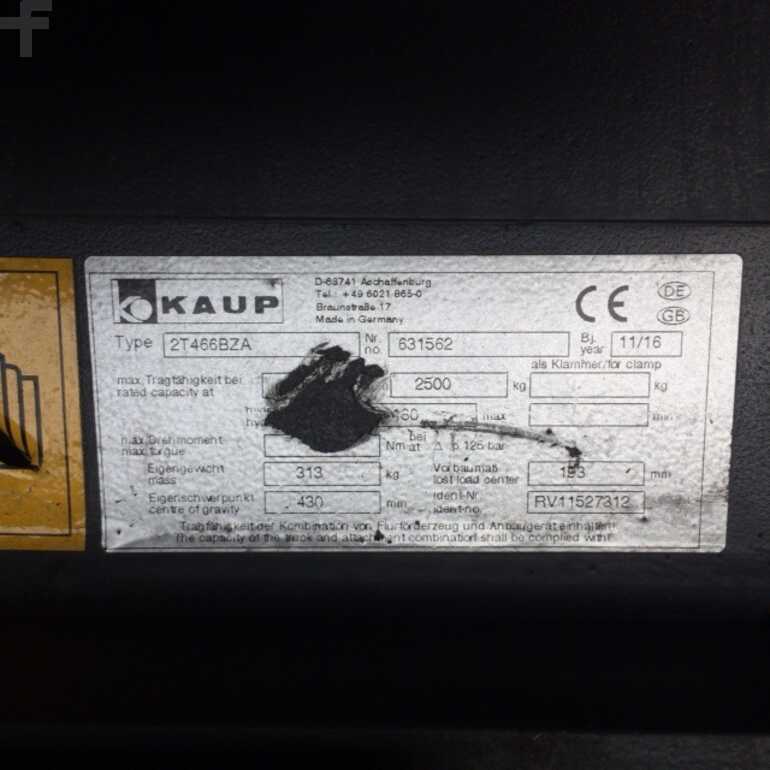 KAUP
D-63741 Aschaffenburg
Tel.: +49 6021 865-0
Braunstraße 17
Made in Germany
CE
DE
GB
Type 2T466BZA Nr. no. 631562 Bj. year 11/16
als Klammer/for clamp
max. Tragfähigkeit bei
rated capacity at 2500 kg kg
max
max. Drehmoment
max. torgue Nm bei at Δ p 125 bar
Eigengewicht
mass 313 kg Vorbaumaß
lost load center 193 mm
Eigenschwerpunkt
centre of gravity 430 mm Ident-Nr.
ident-no. RV11527312
Tragfähigkeit der Kombination von Flurförderzeug und Anbaugerät einhalten!
The capacity of the truck and attachment combination shall be complied with!